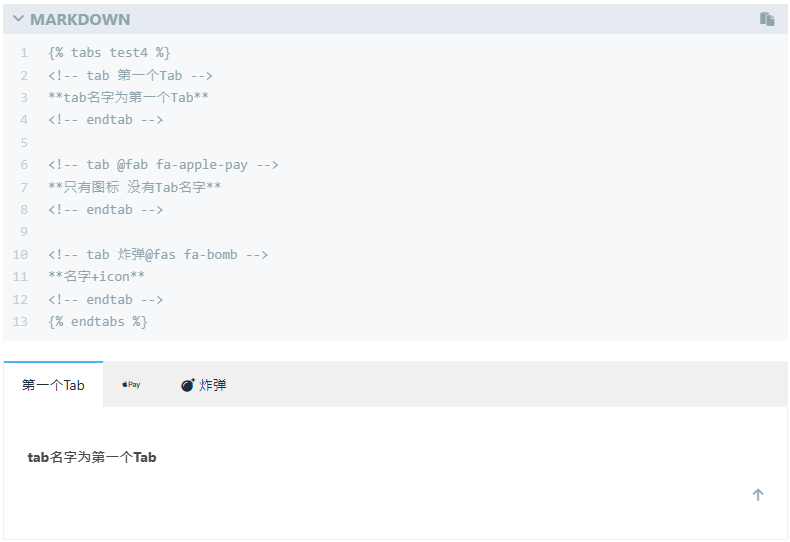 MARKDOWN
1 {% tabs test4 %}
2 <!-- tab 第一个Tab -->
3 **tab名字为第一个Tab**
4 <!-- endtab -->
5
6 <!-- tab @fab fa-apple-pay -->
7 **只有图标 没有Tab名字**
8 <!-- endtab -->
9
10 <!-- tab 炸弹@fas fa-bomb -->
11 **名字+icon**
12 <!-- endtab -->
13 {% endtabs %}
第一个Tab Pay 炸弹
tab名字为第一个Tab